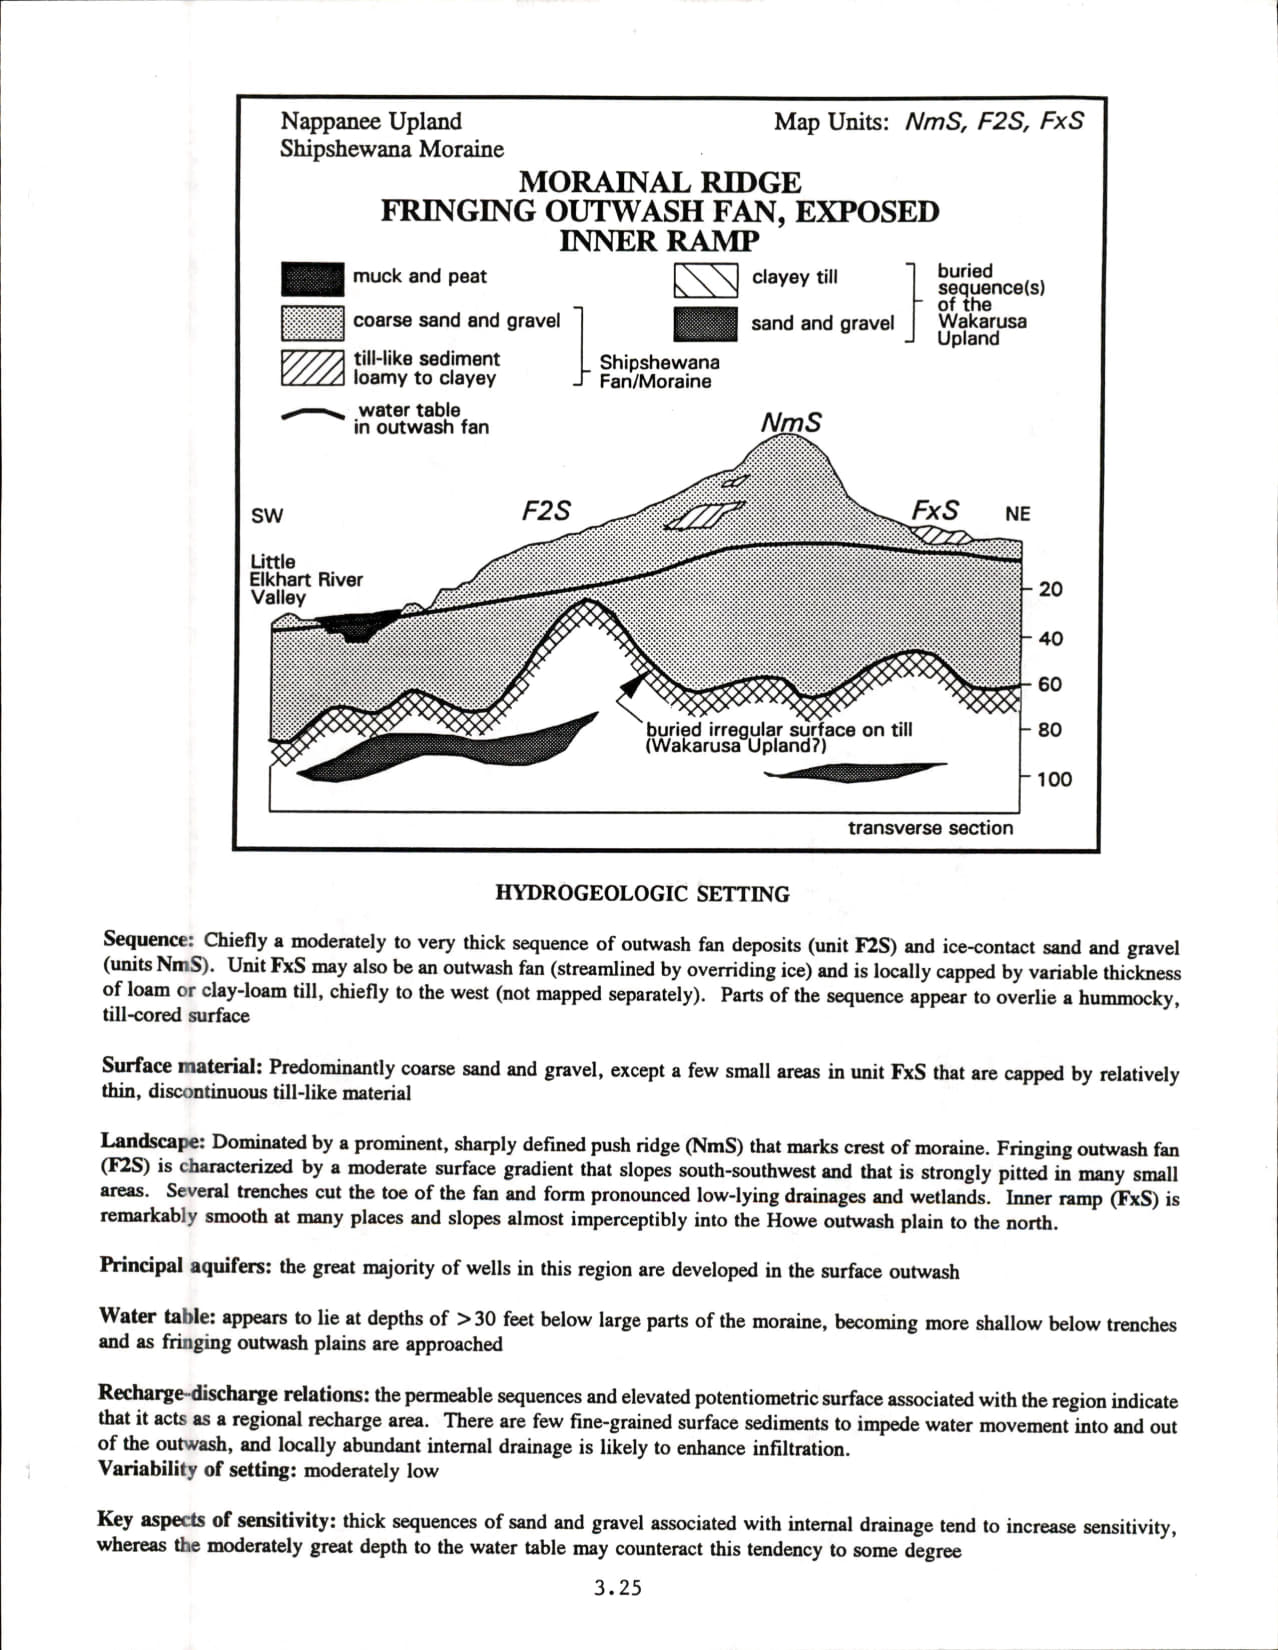 Nappanee Upland
Map Units: NmS, F2S, FxS
Shipshewana Moraine
MORAINAL RIDGE
FRINGING OUTWASH FAN, EXPOSED
INNER RAMP
muck and peat
coarse sand and gravel
till-like sediment
loamy to clayey
Shipshewana
Fan/Moraine
water table
in outwash fan
clayey till
sand and gravel
buried
sequence(s)
of the
Wakarusa
Upland
NmS
SW
F2S
FxS
NE
Little
Elkhart River
Valley
20
40
60
80
100
buried irregular surface on till
(Wakarusa Upland?)
transverse section
HYDROGEOLOGIC SETTING
Sequence: Chiefly a moderately to very thick sequence of outwash fan deposits (unit F2S) and ice-contact sand and gravel
(units NmS). Unit FxS may also be an outwash fan (streamlined by overriding ice) and is locally capped by variable thickness
of loam or clay-loam till, chiefly to the west (not mapped separately). Parts of the sequence appear to overlie a hummocky,
till-cored surface
Surface material: Predominantly coarse sand and gravel, except a few small areas in unit FxS that are capped by relatively
thin, discontinuous till-like material
Landscape: Dominated by a prominent, sharply defined push ridge (NmS) that marks crest of moraine. Fringing outwash fan
(F2S) is characterized by a moderate surface gradient that slopes south-southwest and that is strongly pitted in many small
areas. Several trenches cut the toe of the fan and form pronounced low-lying drainages and wetlands. Inner ramp (FxS) is
remarkably smooth at many places and slopes almost imperceptibly into the Howe outwash plain to the north.
Principal aquifers: the great majority of wells in this region are developed in the surface outwash
Water table: appears to lie at depths of >30 feet below large parts of the moraine, becoming more shallow below trenches
and as fringing outwash plains are approached
Recharge-discharge relations: the permeable sequences and elevated potentiometric surface associated with the region indicate
that it acts as a regional recharge area. There are few fine-grained surface sediments to impede water movement into and out
of the outwash, and locally abundant internal drainage is likely to enhance infiltration.
Variability of setting: moderately low
Key aspects of sensitivity: thick sequences of sand and gravel associated with internal drainage tend to increase sensitivity,
whereas the moderately great depth to the water table may counteract this tendency to some degree
3.25